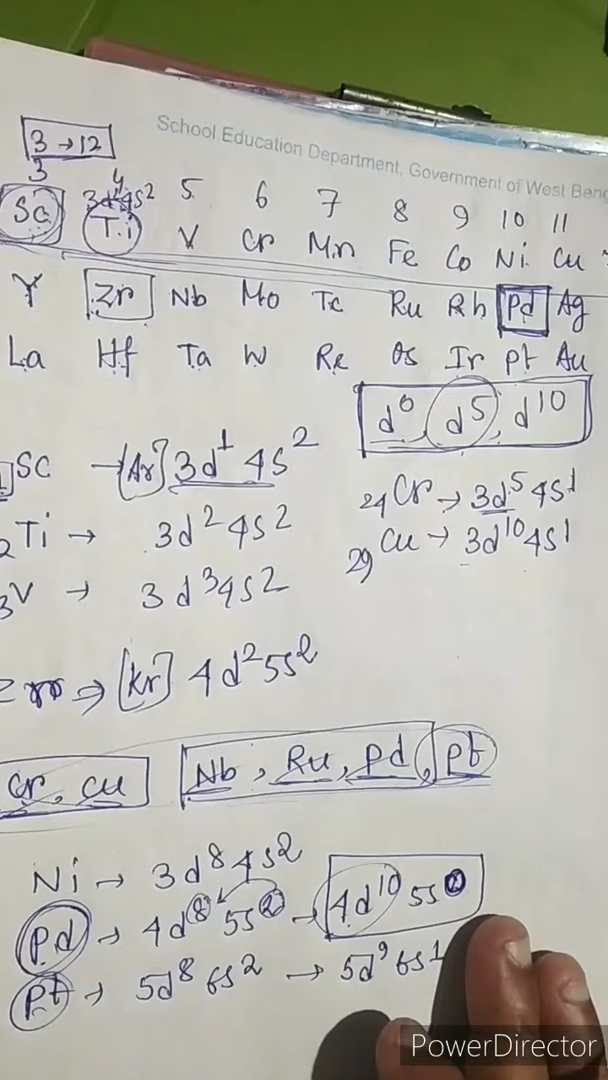 School Education Department, Government of West Beng
3 → 12
3 4 5 6 7 8 9 10 11
3d² 4s²
Sc Ti V Cr Mn Fe Co Ni Cu
Y Zr Nb Mo Tc Ru Rh Pd Ag
La Hf Ta W Re Os Ir Pt Au
d⁰, d⁵, d¹⁰
Sc → [Ar] 3d¹ 4s²
₂₄Cr → 3d⁵ 4s¹
Ti → 3d² 4s²
₂₉Cu → 3d¹⁰ 4s¹
V → 3d³ 4s²
Zr ⇒ [Kr] 4d² 5s²
Cr, Cu Nb, Ru, Pd, Pt
Ni → 3d⁸ 4s²
Pd → 4d⁸ 5s² → 4d¹⁰ 5s⁰
Pt → 5d⁸ 6s² → 5d⁹ 6s¹
PowerDirector